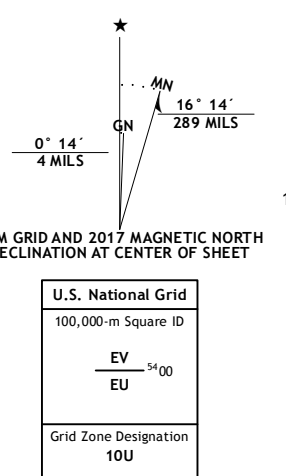 ★
MN
16° 14´
289 MILS
GN
0° 14´
4 MILS
M GRID AND 2017 MAGNETIC NORTH
ECLINATION AT CENTER OF SHEET
1
U.S. National Grid
100,000-m Square ID
EV
5400
EU
Grid Zone Designation
10U